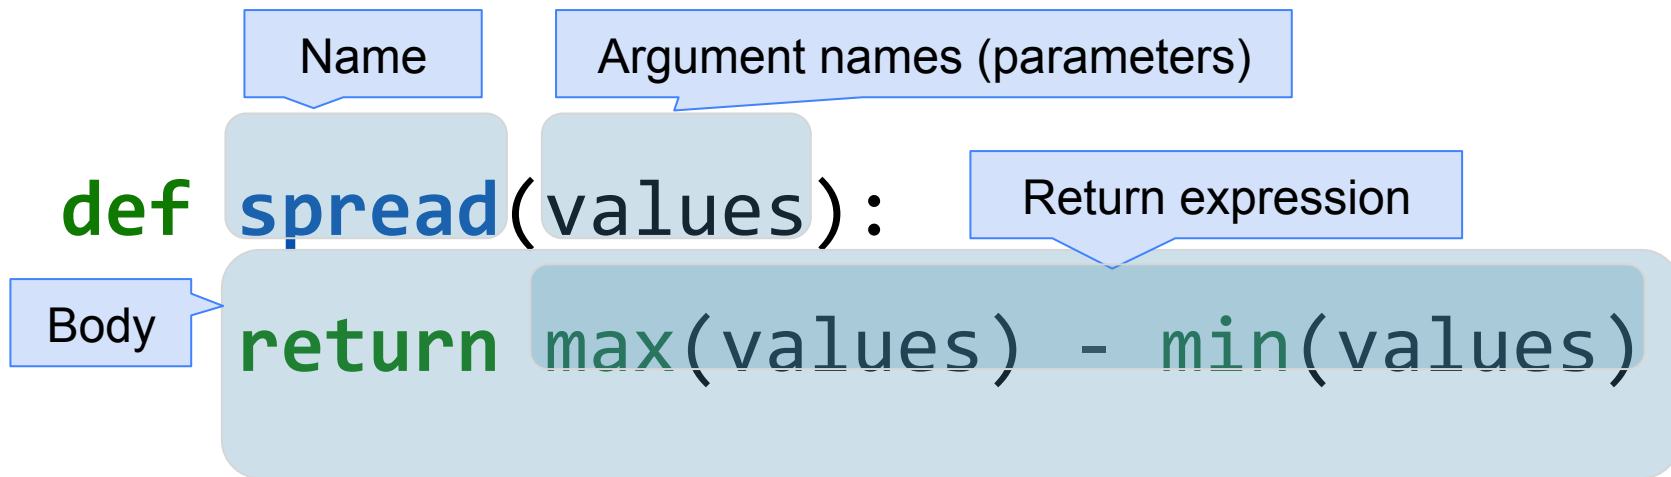 Name
Argument names (parameters)
def spread(values):
Return expression
Body
return max(values) - min(values)